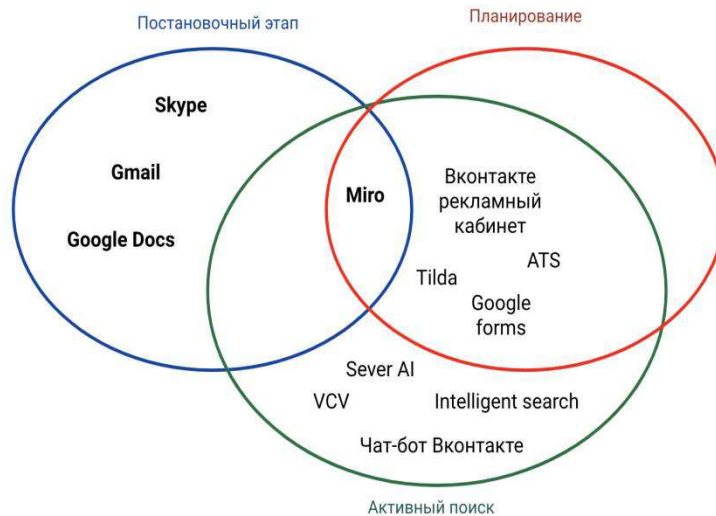 Постановочный этап
Планирование
Skype
Gmail
Google Docs
Miro
Вконтакте
рекламный
кабинет
ATS
Tilda
Google
forms
Sever AI
VCV
Intelligent search
Чат-бот Вконтакте
Активный поиск